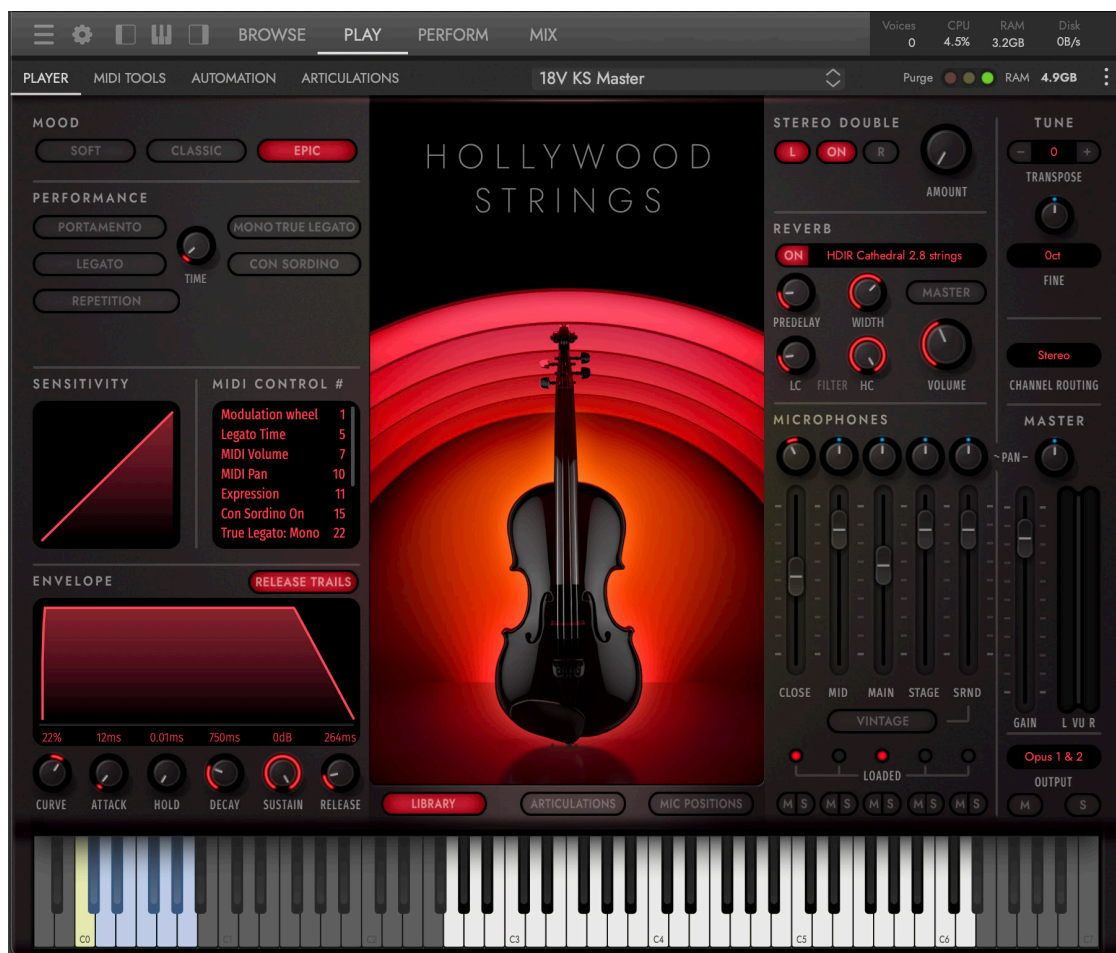 BROWSE PLAY PERFORM MIX
Voices CPU RAM Disk
0 4.5% 3.2GB 0B/s
PLAYER MIDI TOOLS AUTOMATION ARTICULATIONS 18V KS Master Purge RAM 4.9GB
MOOD
SOFT CLASSIC EPIC
PERFORMANCE
PORTAMENTO MONO TRUE LEGATO
LEGATO CON SORDINO
TIME
REPETITION
SENSITIVITY
MIDI CONTROL #
Modulation wheel 1
Legato Time 5
MIDI Volume 7
MIDI Pan 10
Expression 11
Con Sordino On 15
True Legato: Mono 22
ENVELOPE RELEASE TRAILS
22% 12ms 0.01ms 750ms 0dB 264ms
CURVE ATTACK HOLD DECAY SUSTAIN RELEASE
HOLLYWOOD
STRINGS
LIBRARY ARTICULATIONS MIC POSITIONS
STEREO DOUBLE
L ON R
AMOUNT
REVERB
ON HDIR Cathedral 2.8 strings
MASTER
PREDELAY WIDTH
LC FILTER HC VOLUME
MICROPHONES
~PAN-
CLOSE MID MAIN STAGE SRND
VINTAGE
LOADED
M S M S M S M S M S
TUNE
- 0 +
TRANSPOSE
0ct
FINE
Stereo
CHANNEL ROUTING
MASTER
GAIN L VU R
Opus 1 & 2
OUTPUT
M S
C0 C1 C2 C3 C4 C5 C6 C7